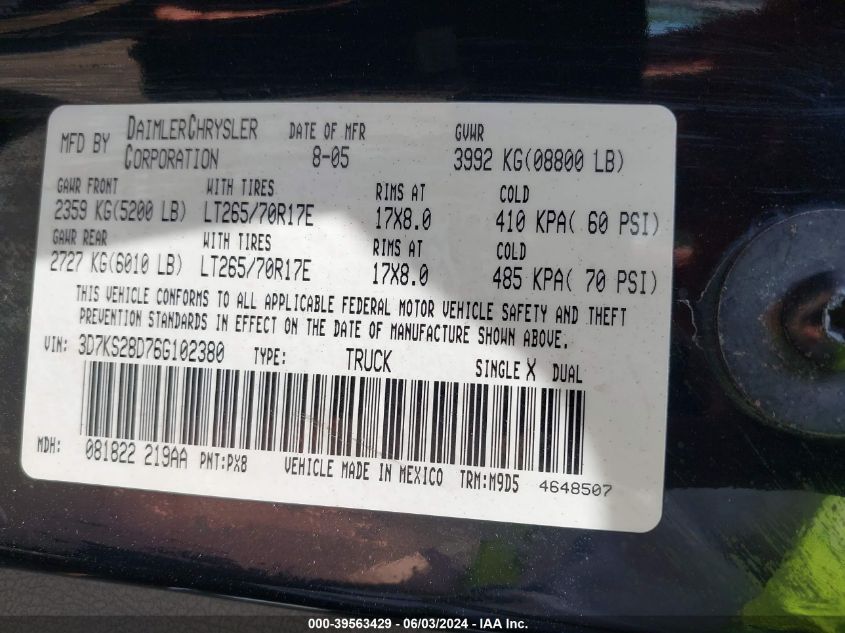 MFD BY DAIMLERCHRYSLER CORPORATION DATE OF MFR 8-05 GVWR 3992 KG(08800 LB)
GAWR FRONT WITH TIRES RIMS AT COLD
2359 KG(5200 LB) LT265/70R17E 17X8.0 410 KPA( 60 PSI)
GAWR REAR WITH TIRES RIMS AT COLD
2727 KG(6010 LB) LT265/70R17E 17X8.0 485 KPA( 70 PSI)
THIS VEHICLE CONFORMS TO ALL APPLICABLE FEDERAL MOTOR VEHICLE SAFETY AND THEFT
PREVENTION STANDARDS IN EFFECT ON THE DATE OF MANUFACTURE SHOWN ABOVE.
VIN: 3D7KS28D76G102380 TYPE: TRUCK SINGLE X DUAL
MDH: 081822 219AA PNT:PX8 VEHICLE MADE IN MEXICO TRM:M9D5 4648507
000-39563429 - 06/03/2024 - IAA Inc.